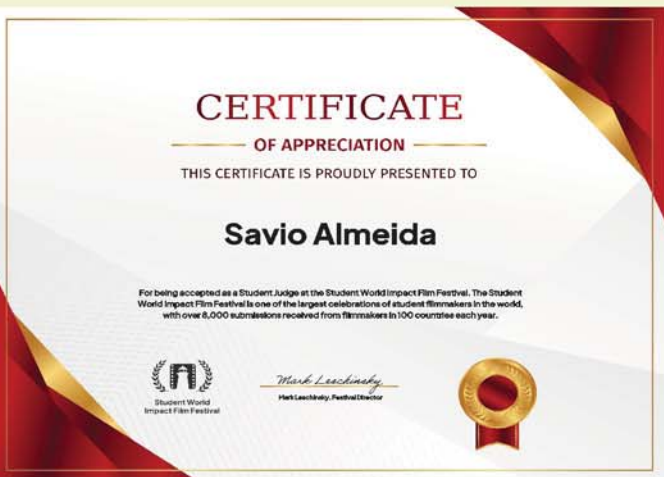 CERTIFICATE
OF APPRECIATION
THIS CERTIFICATE IS PROUDLY PRESENTED TO
Savio Almeida
For being accepted as a Student Judge at the Student World Impact Film Festival. The Student
World Impact Film Festival is one of the largest celebrations of student filmmakers in the world,
with over 8,000 submissions received from filmmakers in 100 countries each year.
Student World
Impact Film Festival
Mark Leschinsky
Mark Leschinsky, Festival Director